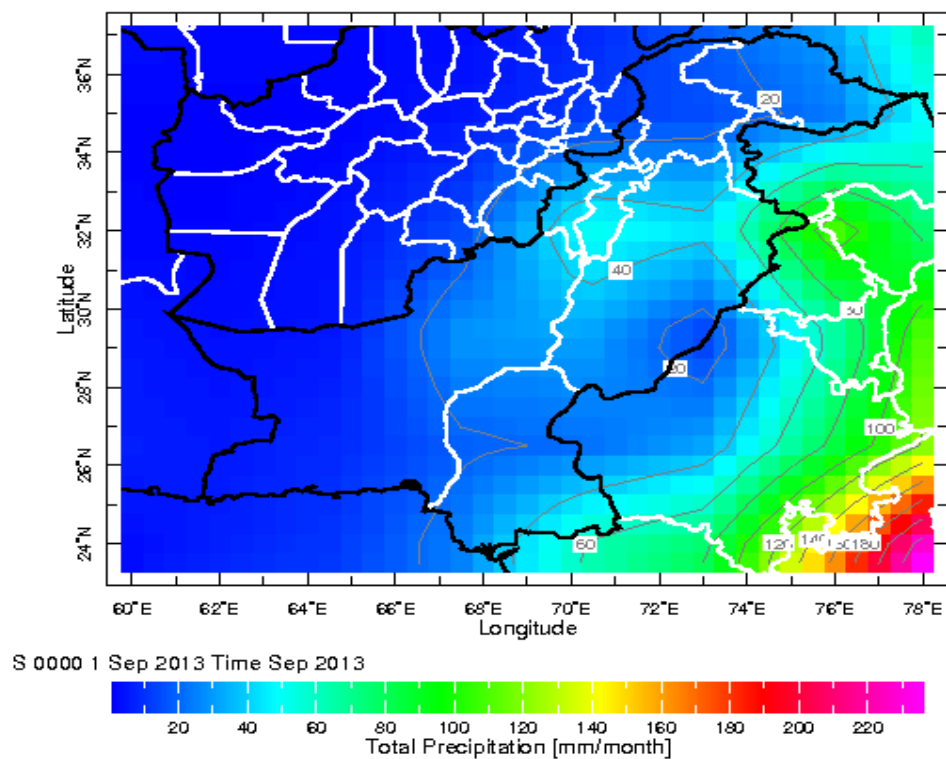 36°N
34°N
32°N
30°N
28°N
26°N
24°N
Latitude
20
40
20
100
60
120
180
60°E 62°E 64°E 66°E 68°E 70°E 72°E 74°E 76°E 78°E
Longitude
S 0000 1 Sep 2013 Time Sep 2013
20 40 60 80 100 120 140 160 180 200 220
Total Precipitation [mm/month]